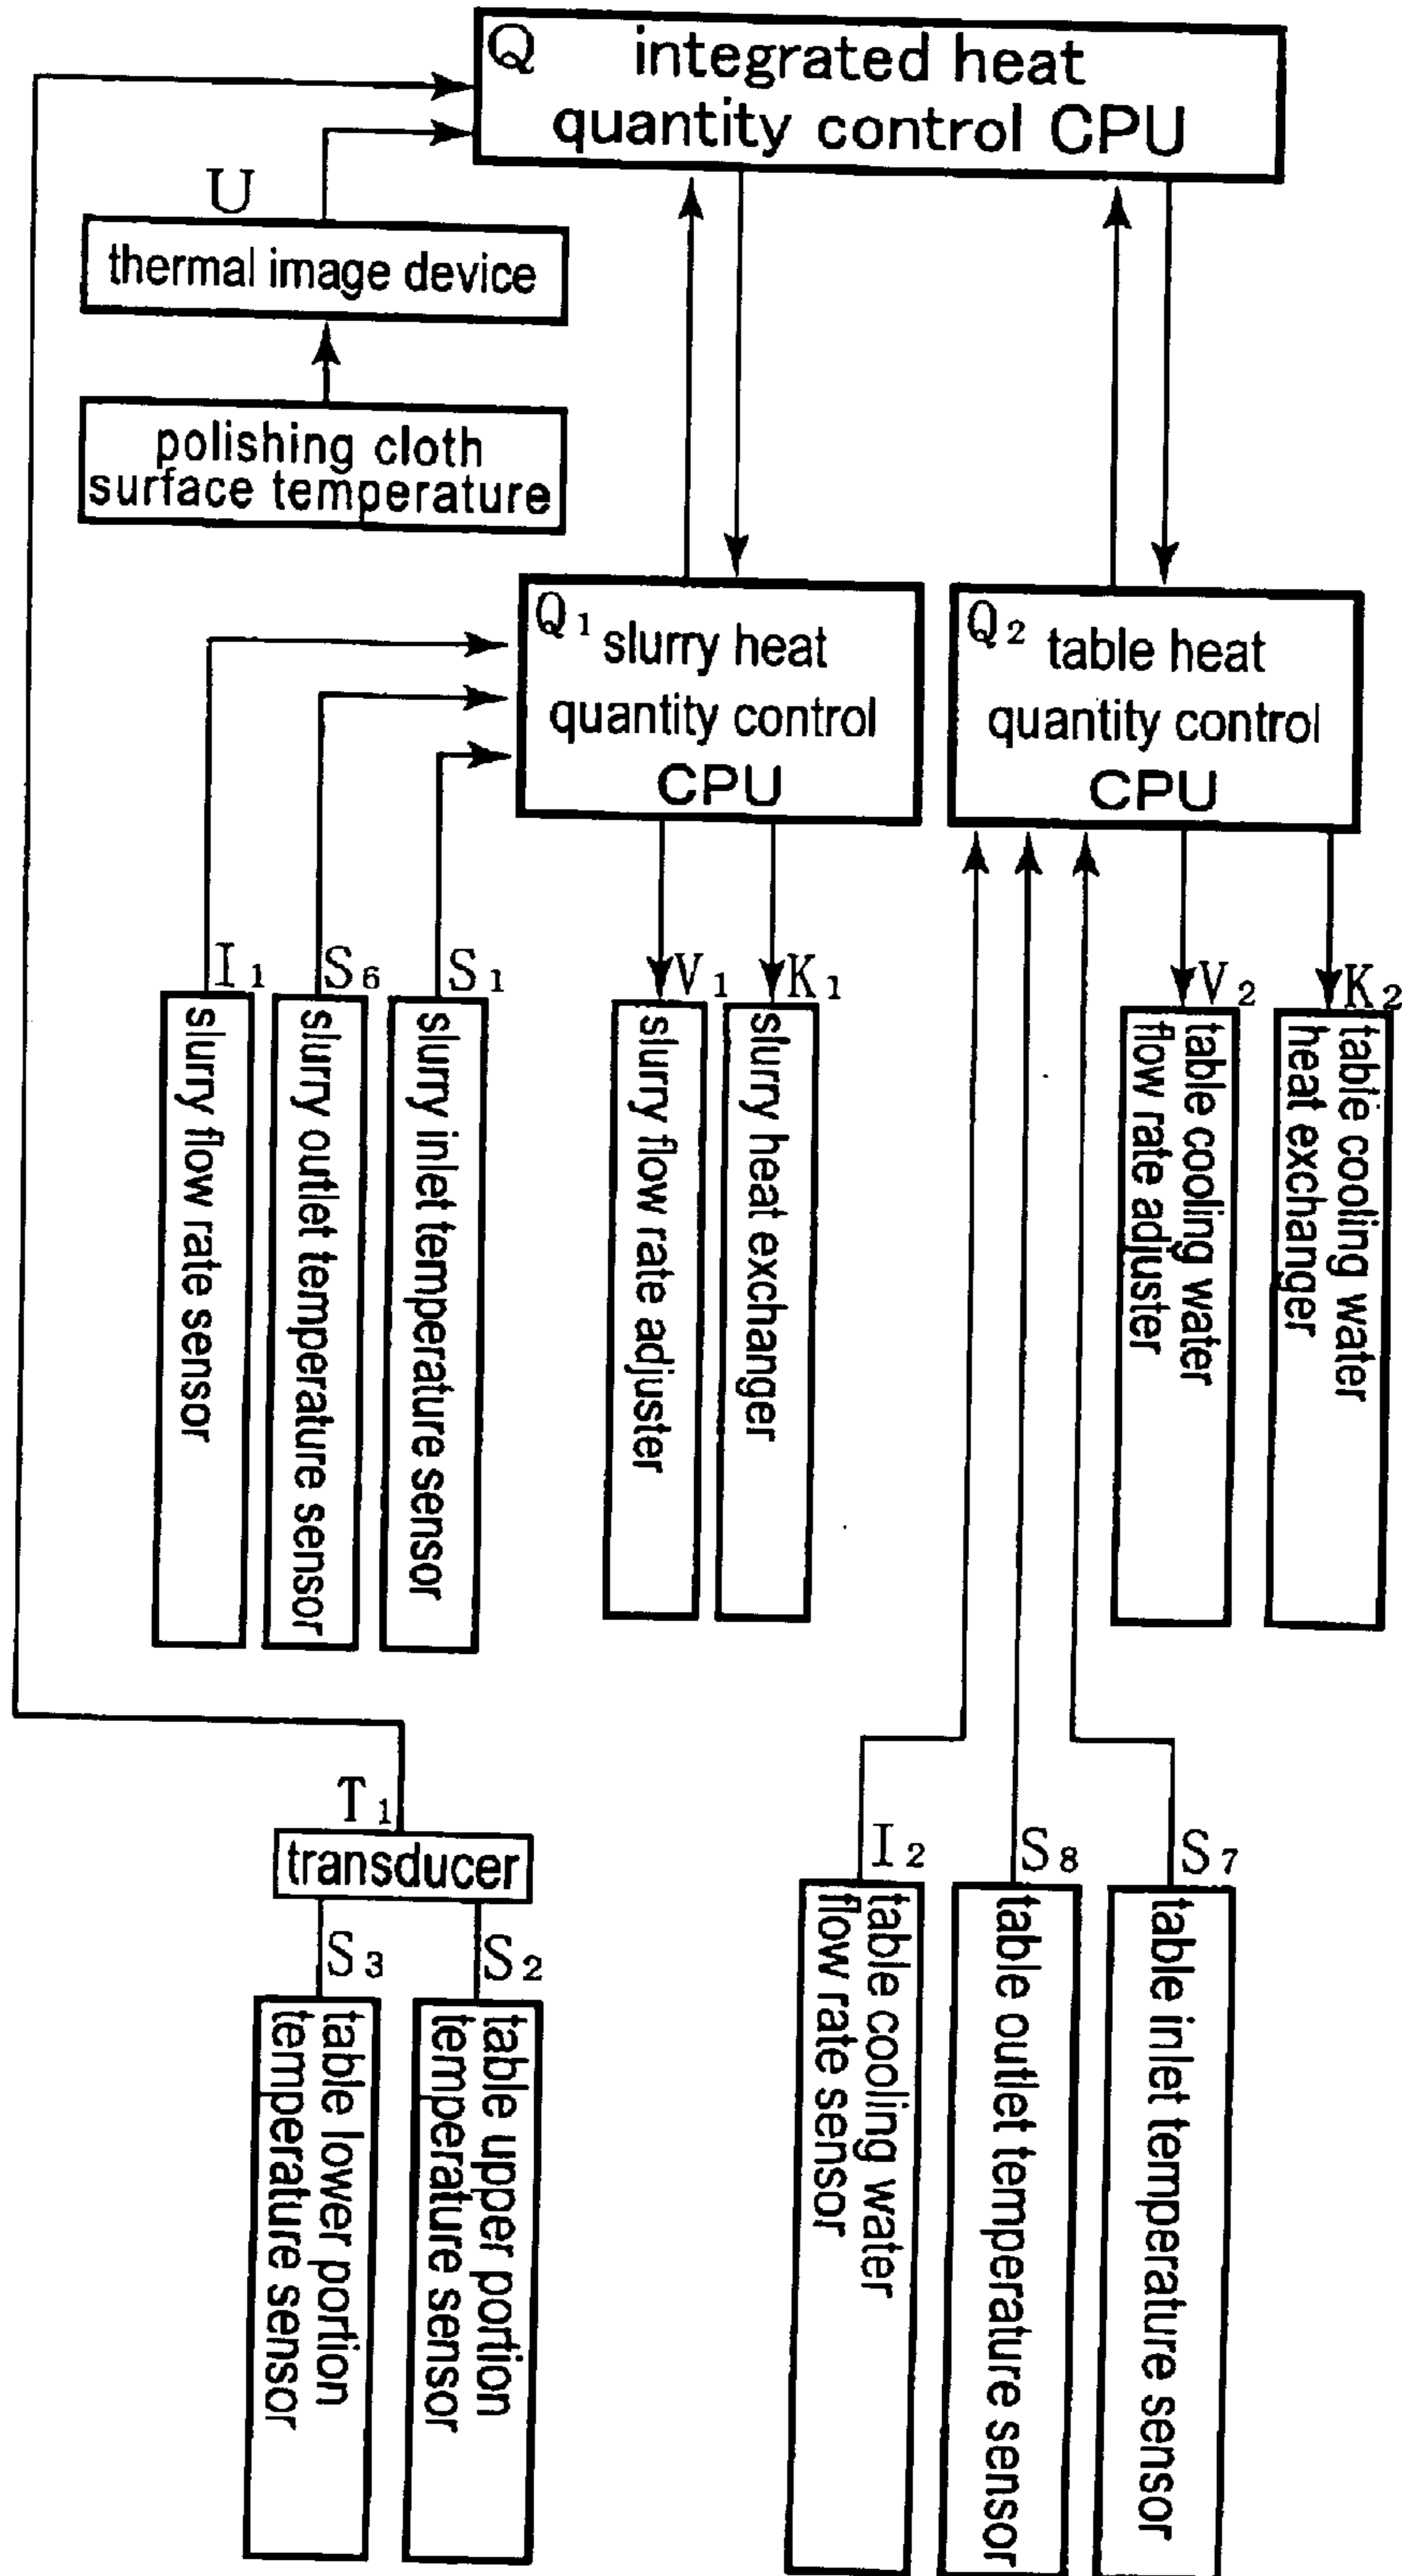 Q integrated heat
quantity control CPU
U
thermal image device
polishing cloth
surface temperature
Q1 slurry heat
quantity control
CPU
Q2 table heat
quantity control
CPU
I1
slurry flow rate sensor
S6
slurry outlet temperature sensor
S1
slurry inlet temperature sensor
V1
slurry flow rate adjuster
K1
slurry heat exchanger
V2
table cooling water
flow rate adjuster
K2
table cooling water
heat exchanger
T1
transducer
S3
table lower portion
temperature sensor
S2
table upper portion
temperature sensor
I2
table cooling water
flow rate sensor
S8
table outlet temperature sensor
S7
table inlet temperature sensor